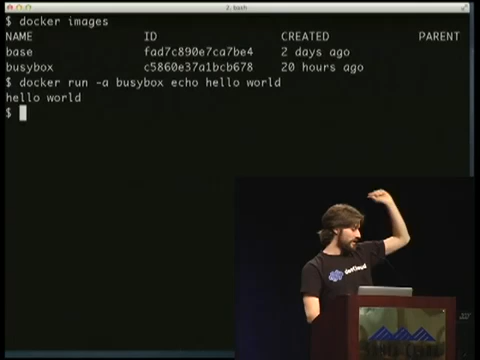 2. bash
$ docker images
NAME ID CREATED PARENT
base fad7c890e7ca7be4 2 days ago
busybox c5860e37a1bcb678 20 hours ago
$ docker run -a busybox echo hello world
hello world
$
dotCloud